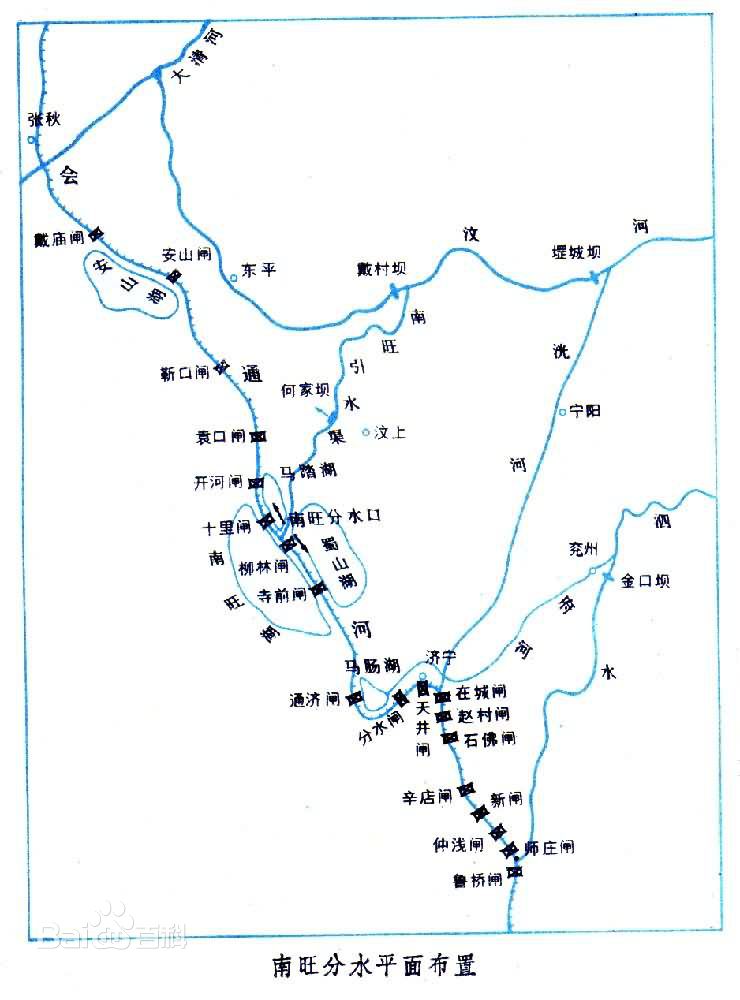 大清河
张秋
会
戴庙闸
安山闸
安山湖
东平
戴村坝
汶
堽城坝
河
南旺引水渠
靳口闸
通
何家坝
洸
宁阳
汶上
袁口闸
开河闸
马踏湖
河
十里闸
南旺分水口
泗
南旺湖
柳林闸
蜀山湖
兖州
金口坝
寺前闸
府河
河
马肠湖
济宁
水
通济闸
分水闸
天井闸
在城闸
赵村闸
石佛闸
辛店闸
新闸
仲浅闸
师庄闸
鲁桥闸
Baidu百科
南旺分水平面布置